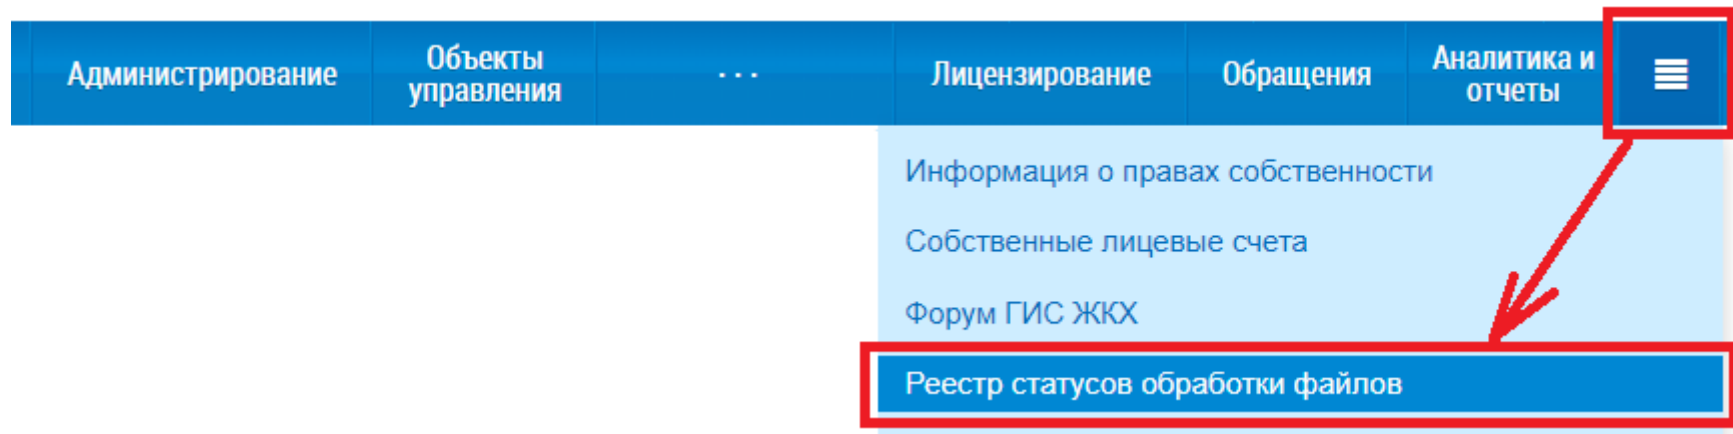 Администрирование
Объекты
управления
...
Лицензирование
Обращения
Аналитика и
отчеты
Информация о правах собственности
Собственные лицевые счета
Форум ГИС ЖКХ
Реестр статусов обработки файлов